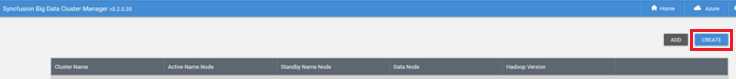 Syncfusion Big Data Cluster Manager v3.2.0.20 Home Azure
ADD CREATE
Cluster Name Active Name Node Standby Name Node Data Node Hadoop Version